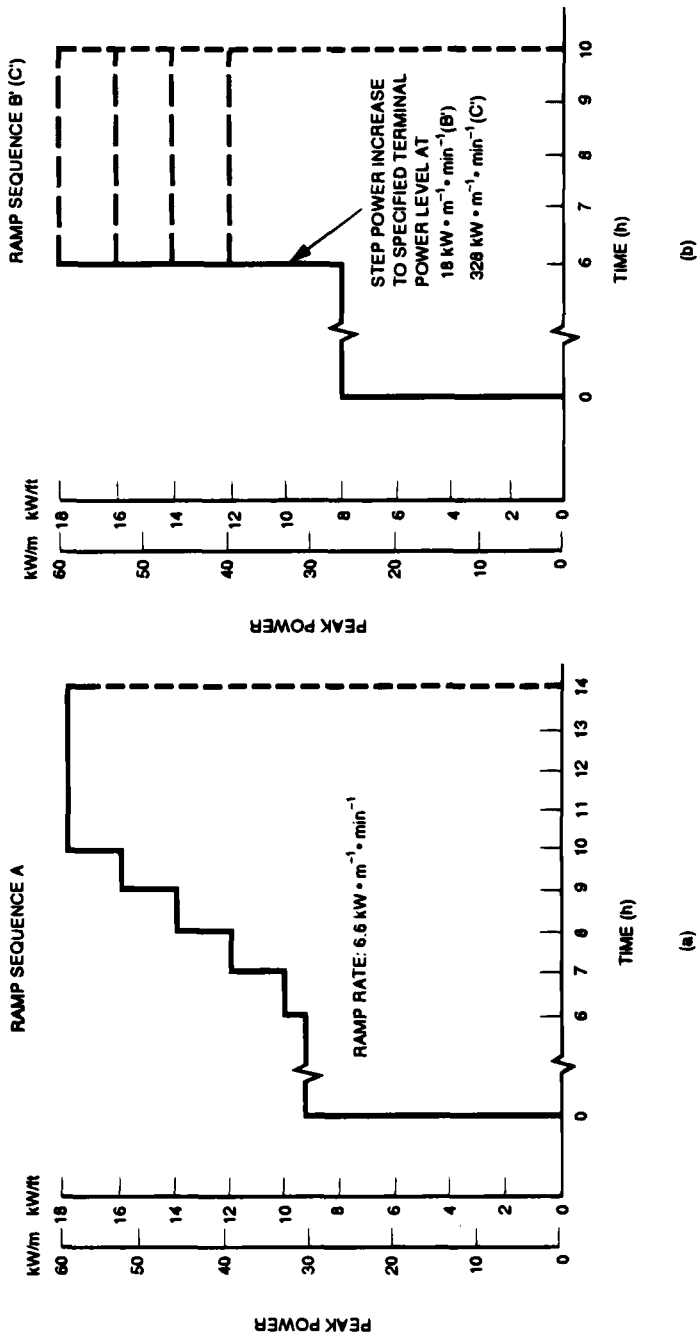 RAMP SEQUENCE A
kW/m kW/ft
60
50
40
30
20
10
0
18
16
14
12
10
8
6
4
2
0
PEAK POWER
RAMP RATE: 6.6 kW • m⁻¹ • min⁻¹
0 6 7 8 9 10 11 12 13 14
TIME (h)
(a)
RAMP SEQUENCE B' (C')
kW/m kW/ft
60
50
40
30
20
10
0
18
16
14
12
10
8
6
4
2
0
PEAK POWER
STEP POWER INCREASE
TO SPECIFIED TERMINAL
POWER LEVEL AT
18 kW • m⁻¹ • min⁻¹ (B')
328 kW • m⁻¹ • min⁻¹ (C')
0 6 7 8 9 10
TIME (h)
(b)